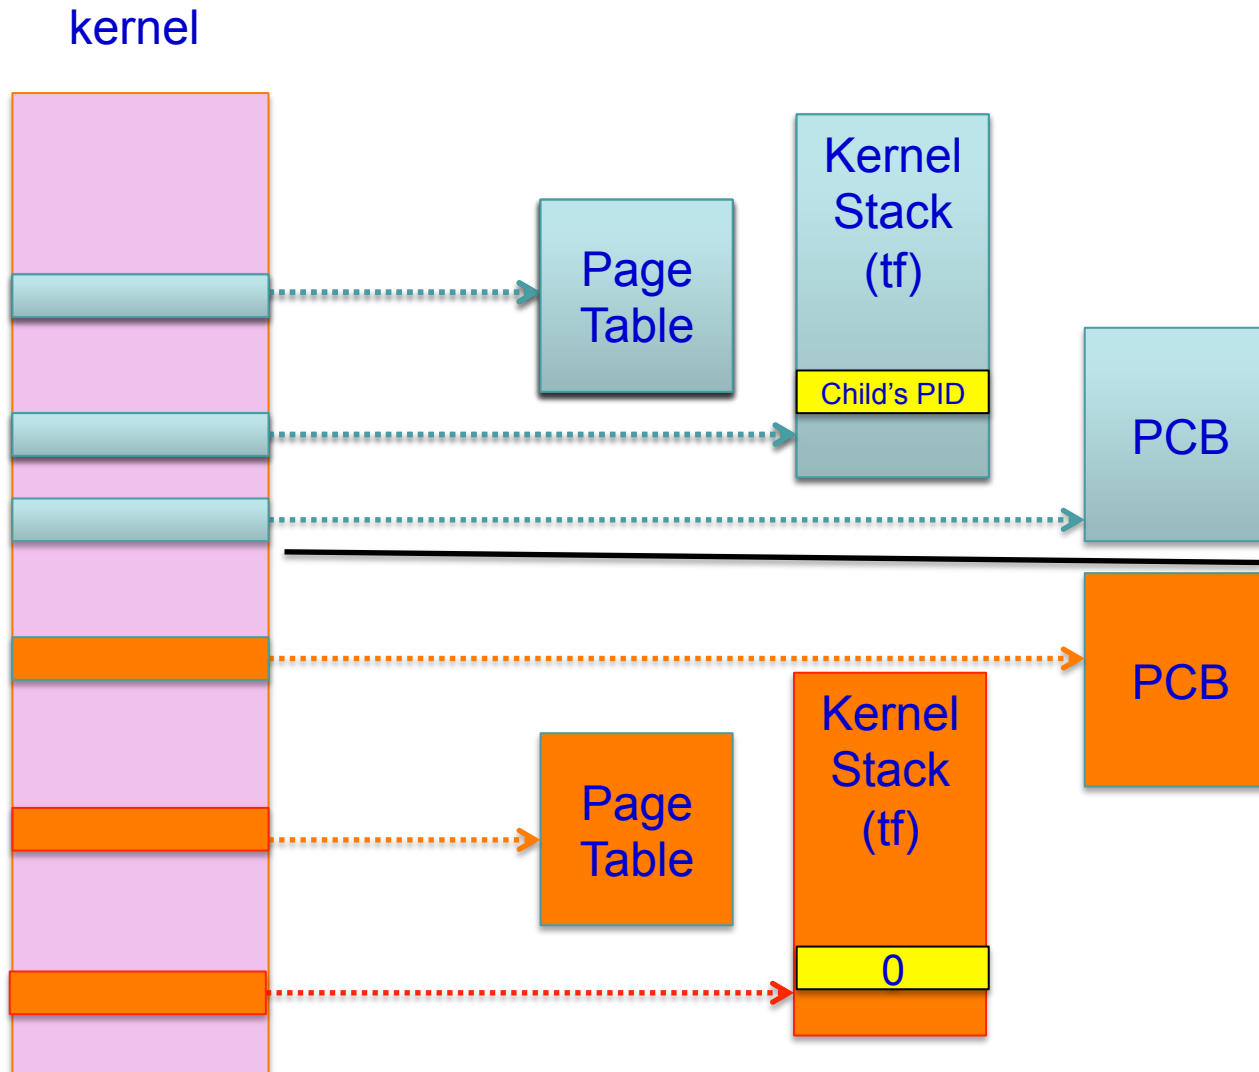 kernel
Kernel
Stack
(tf)
Page
Table
Child's PID
PCB
PCB
Kernel
Stack
(tf)
Page
Table
0